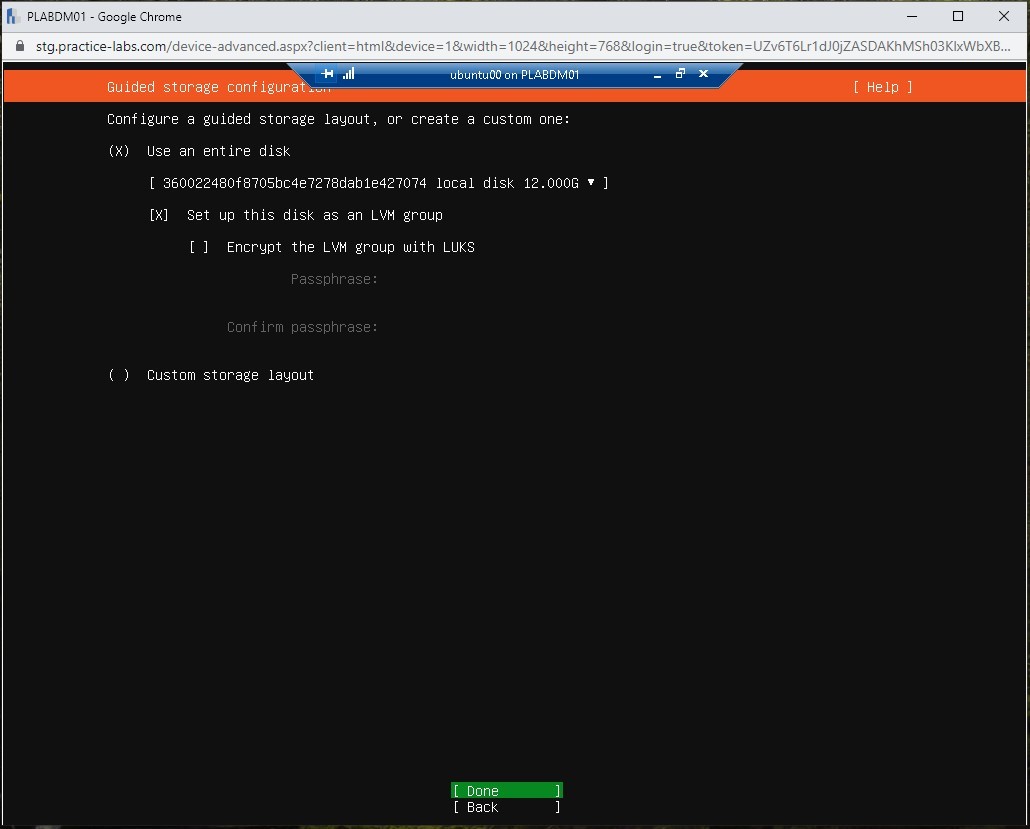 PLABDM01 - Google Chrome
stg.practice-labs.com/device-advanced.aspx?client=html&device=1&width=1024&height=768&login=true&token=UZv6T6Lr1dJ0jZASDAKhMSh03KlxWbXB...
ubuntu00 on PLABDM01
Guided storage configuration [ Help ]
Configure a guided storage layout, or create a custom one:
(X) Use an entire disk
[ 360022480f8705bc4e7278dab1e427074 local disk 12.000G ▾ ]
[X] Set up this disk as an LVM group
[ ] Encrypt the LVM group with LUKS
Passphrase:
Confirm passphrase:
( ) Custom storage layout
[ Done ]
[ Back ]